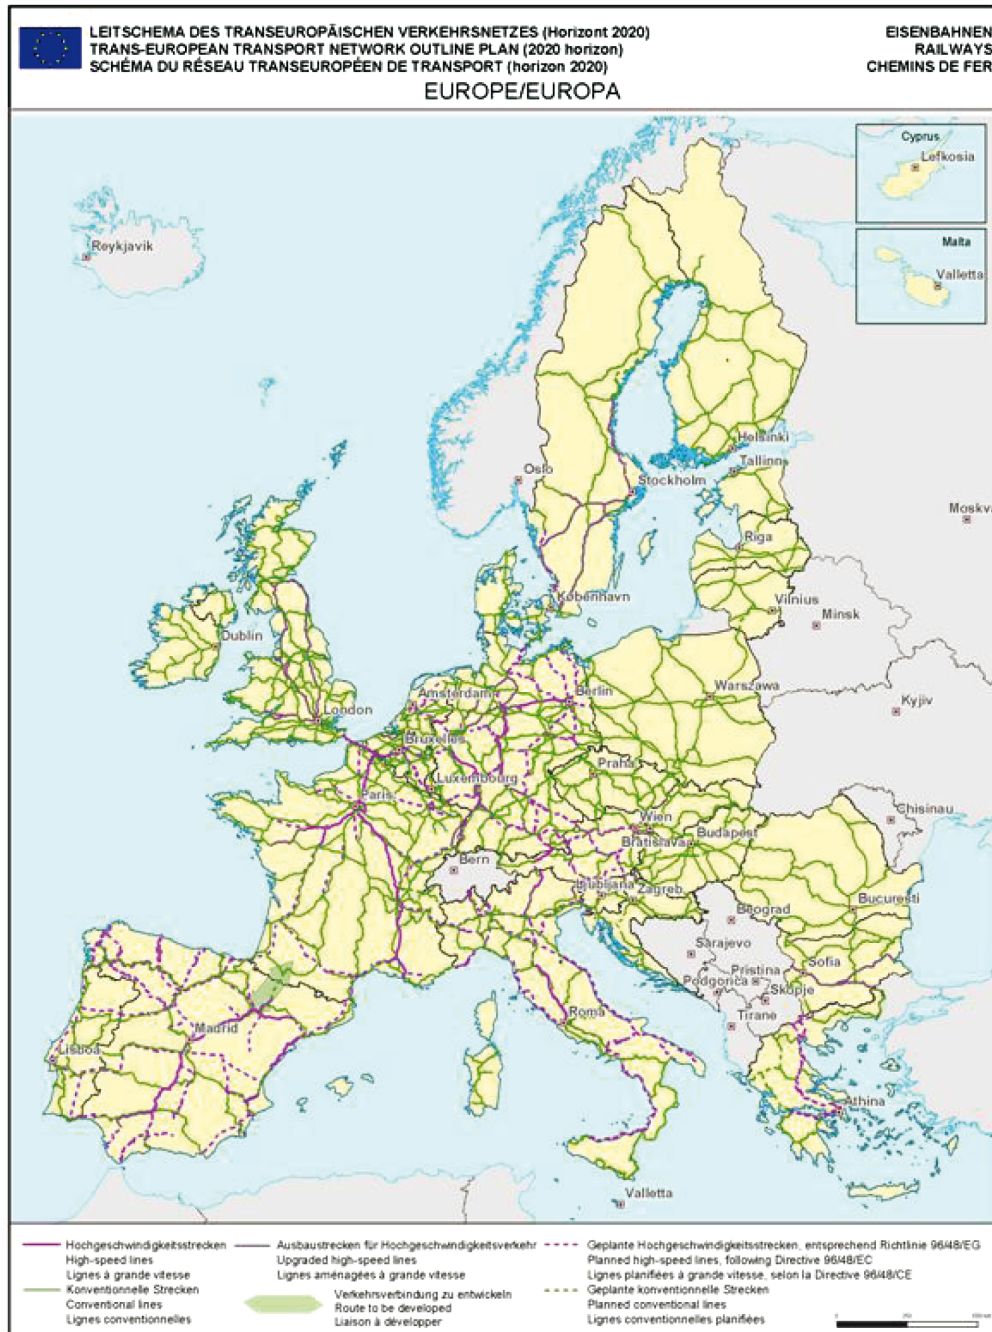 LEITSCHEMA DES TRANSEUROPÄISCHEN VERKEHRSNETZES (Horizont 2020)
TRANS-EUROPEAN TRANSPORT NETWORK OUTLINE PLAN (2020 horizon)
SCHÉMA DU RÉSEAU TRANSEUROPÉEN DE TRANSPORT (horizon 2020)
EISENBAHNEN
RAILWAYS
CHEMINS DE FER
EUROPE/EUROPA
Cyprus
Lefkosia
Malta
Valletta
Reykjavik
Helsinki
Tallinn
Oslo
Stockholm
Moskva
Riga
København
Vilnius
Minsk
Dublin
Amsterdam
Berlin
Warszawa
Kyjiv
London
Bruxelles
Praha
Luxembourg
Paris
Chisinau
Wien
Budapest
Bratislava
Bern
Ljubljana
Zagreb
Bucuresti
Beograd
Sarajevo
Sofia
Pristina
Podgorica
Skopje
Tirane
Roma
Madrid
Lisboa
Athina
Valletta
Hochgeschwindigkeitsstrecken
High-speed lines
Lignes à grande vitesse
Konventionelle Strecken
Conventional lines
Lignes conventionnelles
Ausbaustrecken für Hochgeschwindigkeitsverkehr
Upgraded high-speed lines
Lignes aménagées à grande vitesse
Verkehrsverbindung zu entwickeln
Route to be developed
Liaison à développer
Geplante Hochgeschwindigkeitsstrecken, entsprechend Richtlinie 96/48/EG
Planned high-speed lines, following Directive 96/48/EC
Lignes planifiées à grande vitesse, selon la Directive 96/48/CE
Geplante konventionelle Strecken
Planned conventional lines
Lignes conventionnelles planifiées